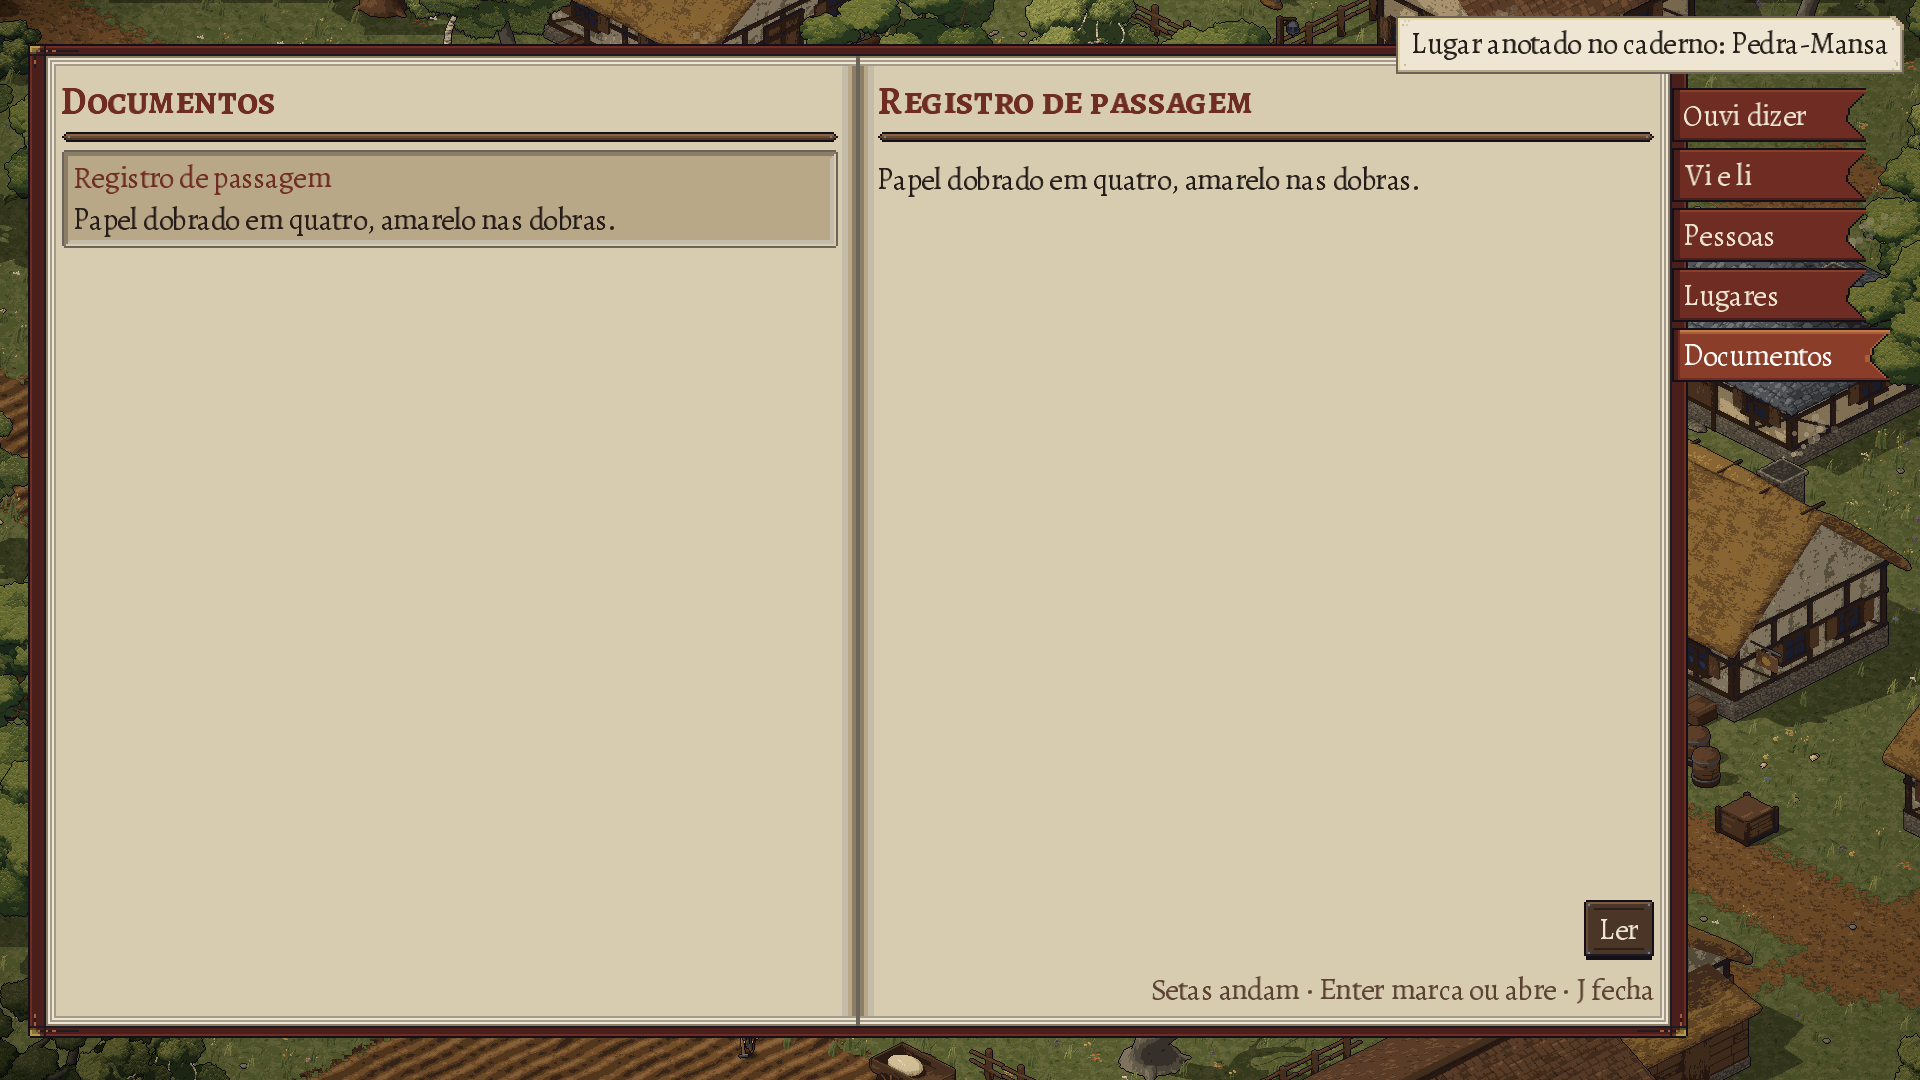 Lugar anotado no caderno: Pedra-Mansa
Documentos
Registro de passagem
Papel dobrado em quatro, amarelo nas dobras.
Registro de passagem
Papel dobrado em quatro, amarelo nas dobras.
Ler
Setas andam · Enter marca ou abre · J fecha
Ouvi dizer
Vi e li
Pessoas
Lugares
Documentos